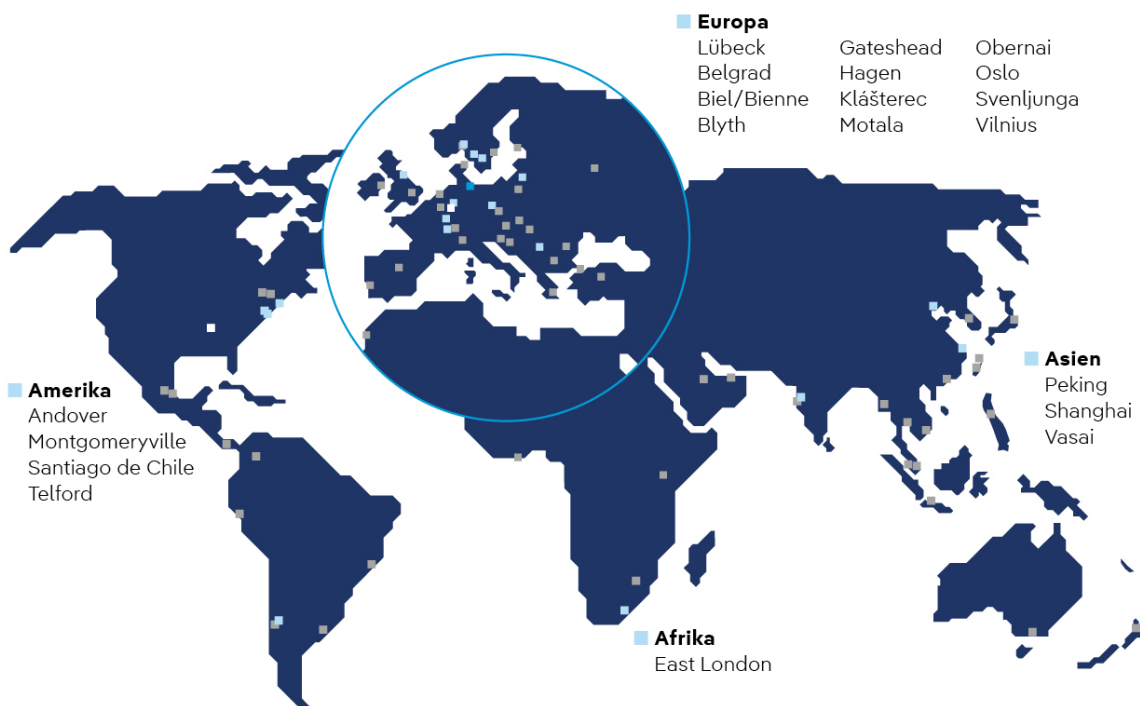 Europa
Lübeck
Belgrad
Biel/Bienne
Blyth
Gateshead
Hagen
Klášterec
Motala
Obernai
Oslo
Svenljunga
Vilnius
Amerika
Andover
Montgomeryville
Santiago de Chile
Telford
Asien
Peking
Shanghai
Vasai
Afrika
East London